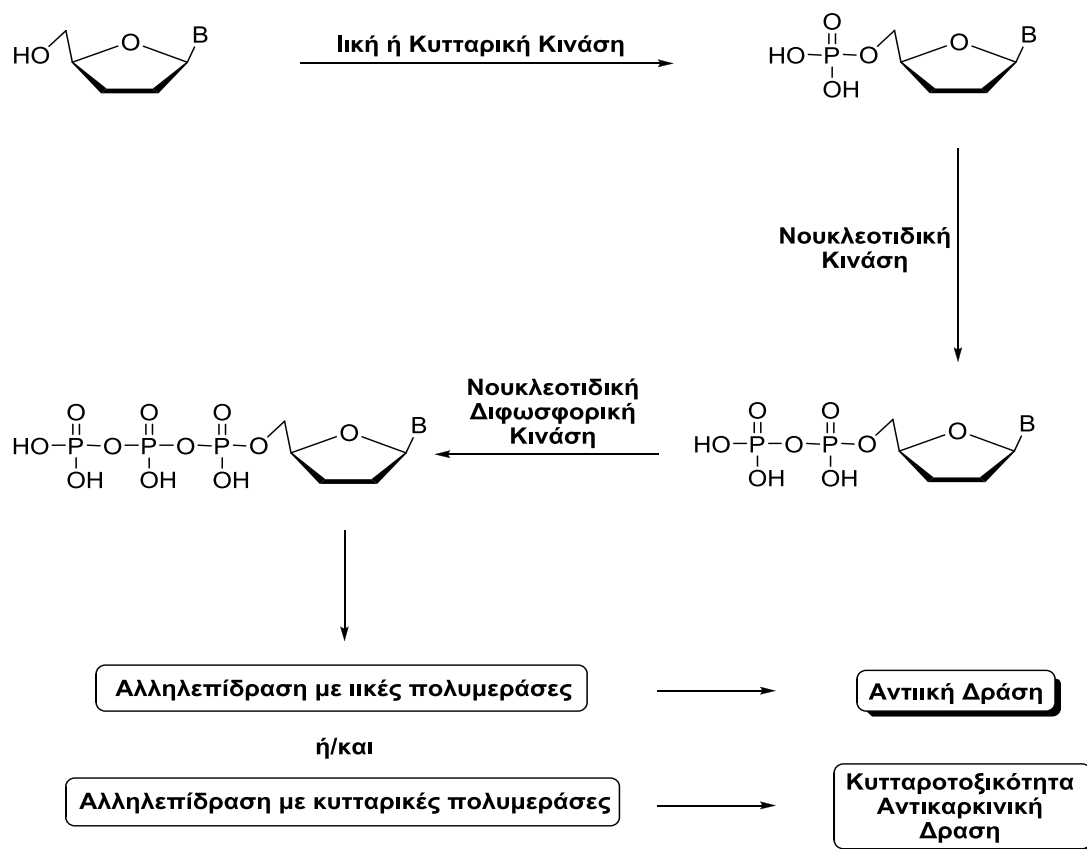 HO O B
Ιική ή Κυτταρική Κινάση
O
HO P O O B
OH
Νουκλεοτιδική
Κινάση
Νουκλεοτιδική
Διφωσφορική
Κινάση
O O O
HO P O P O P O O B
OH OH OH
O O
HO P O P O O B
OH OH
Αλληλεπίδραση με ιικές πολυμεράσες
Αντιική Δράση
ή/και
Αλληλεπίδραση με κυτταρικές πολυμεράσες
Κυτταροτοξικότητα
Αντικαρκινική
Δραση